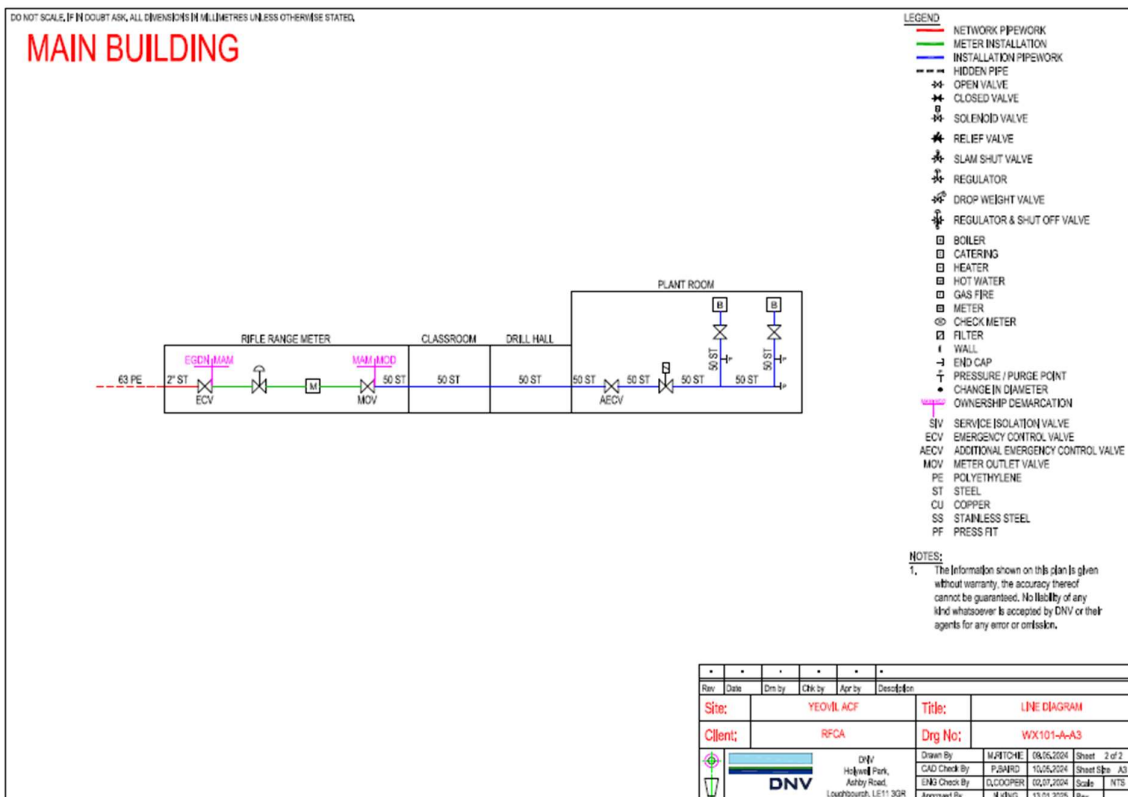 DO NOT SCALE, IF IN DOUBT ASK, ALL DIMENSIONS IN MILLIMETRES UNLESS OTHERWISE STATED.
MAIN BUILDING
LEGEND
NETWORK PIPEWORK
METER INSTALLATION
INSTALLATION PIPEWORK
HIDDEN PIPE
OPEN VALVE
CLOSED VALVE
SOLENOID VALVE
RELIEF VALVE
SLAM SHUT VALVE
REGULATOR
DROP WEIGHT VALVE
REGULATOR & SHUT OFF VALVE
BOILER
CATERING
HEATER
HOT WATER
GAS FIRE
METER
CHECK METER
FILTER
WALL
END CAP
PRESSURE / PURGE POINT
CHANGE IN DIAMETER
OWNERSHIP DEMARCATION
SIV SERVICE ISOLATION VALVE
ECV EMERGENCY CONTROL VALVE
AECV ADDITIONAL EMERGENCY CONTROL VALVE
MOV METER OUTLET VALVE
PE POLYETHYLENE
ST STEEL
CU COPPER
SS STAINLESS STEEL
PF PRESS FIT
NOTES:
1. The information shown on this plan is given
without warranty, the accuracy thereof
cannot be guaranteed. No liability of any
kind whatsoever is accepted by DNV or their
agents for any error or omission.
PLANT ROOM
RIFLE RANGE METER CLASSROOM DRILL HALL
B B
EGDN MAM MAM MOD
50 ST 50 ST
P
63 PE 2" ST M 50 ST 50 ST 50 ST 50 ST 50 ST 50 ST 50 ST P
ECV MOV AECV
Rev Date Drn by Chk by Apr by Description
Site: YEOVIL ACF Title: LINE DIAGRAM
Client: RFCA Drg No: WX101-A-A3
DNV
DNV
Holywell Park,
Ashby Road,
Loughbourgh, LE11 3GR
Drawn By M.RITCHIE 09.05.2024 Sheet 2 of 2
CAD Check By P.BAIRD 10.05.2024 Sheet Size A3
ENG Check By D.COOPER 02.07.2024 Scale NTS
Approved By N.KING 13.01.2025 Rev